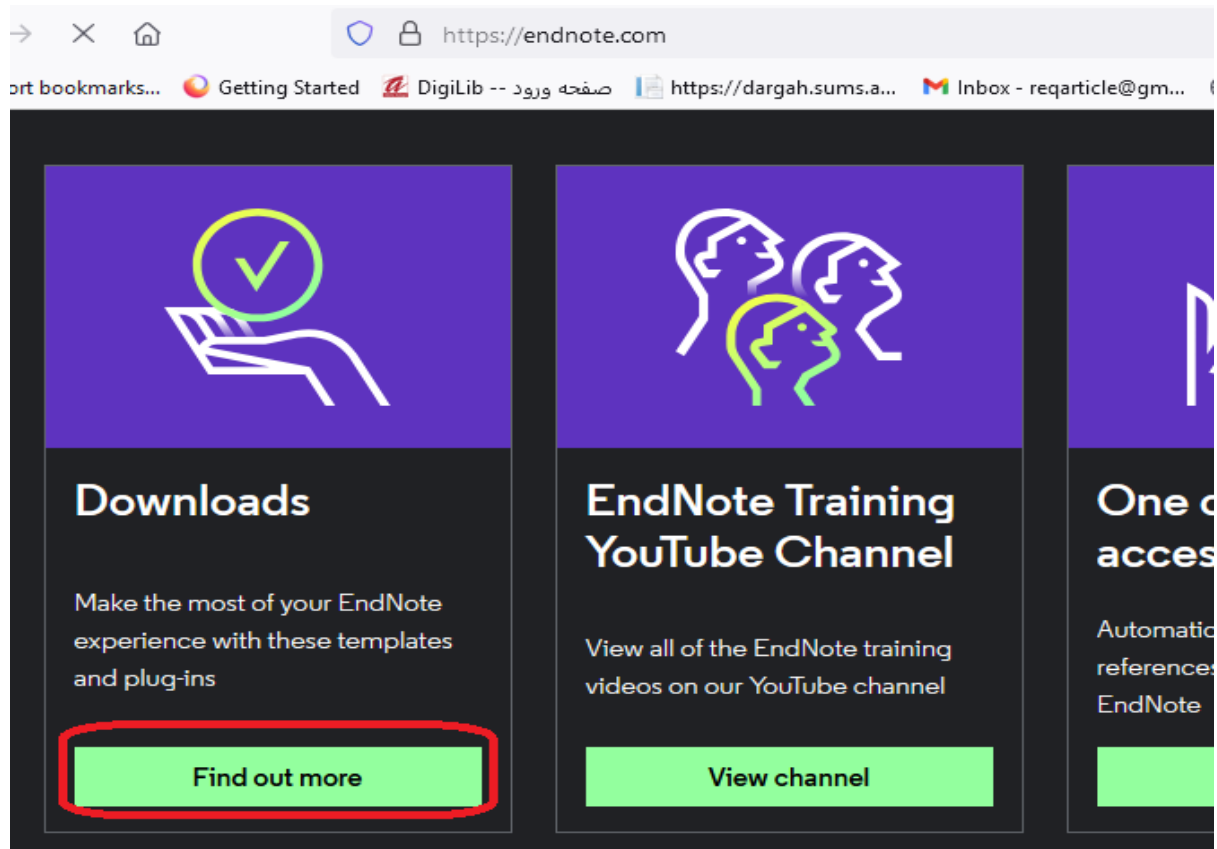 https://endnote.com
ort bookmarks... Getting Started DigiLib -- صفحه ورود https://dargah.sums.a... Inbox - reqarticle@gm...
Downloads
Make the most of your EndNote
experience with these templates
and plug-ins
Find out more
EndNote Training
YouTube Channel
View all of the EndNote training
videos on our YouTube channel
View channel
One
acces
Automatic
references
EndNote